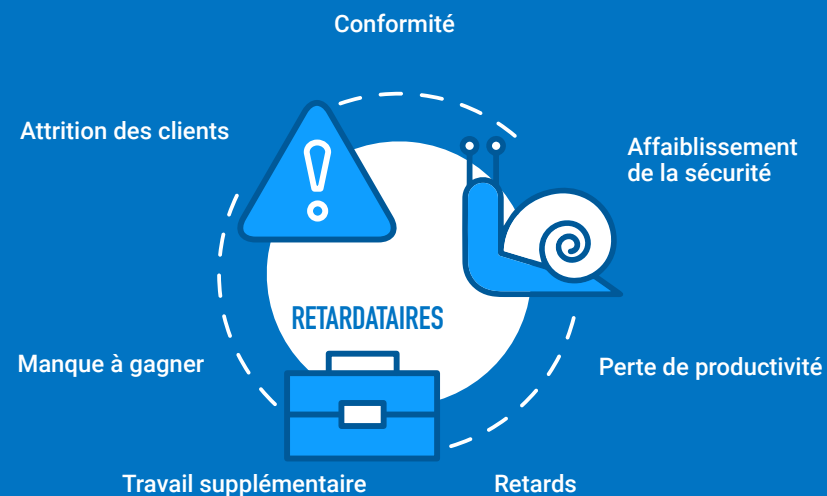 Conformité
Attrition des clients
Affaiblissement
de la sécurité
RETARDATAIRES
Manque à gagner
Perte de productivité
Travail supplémentaire
Retards